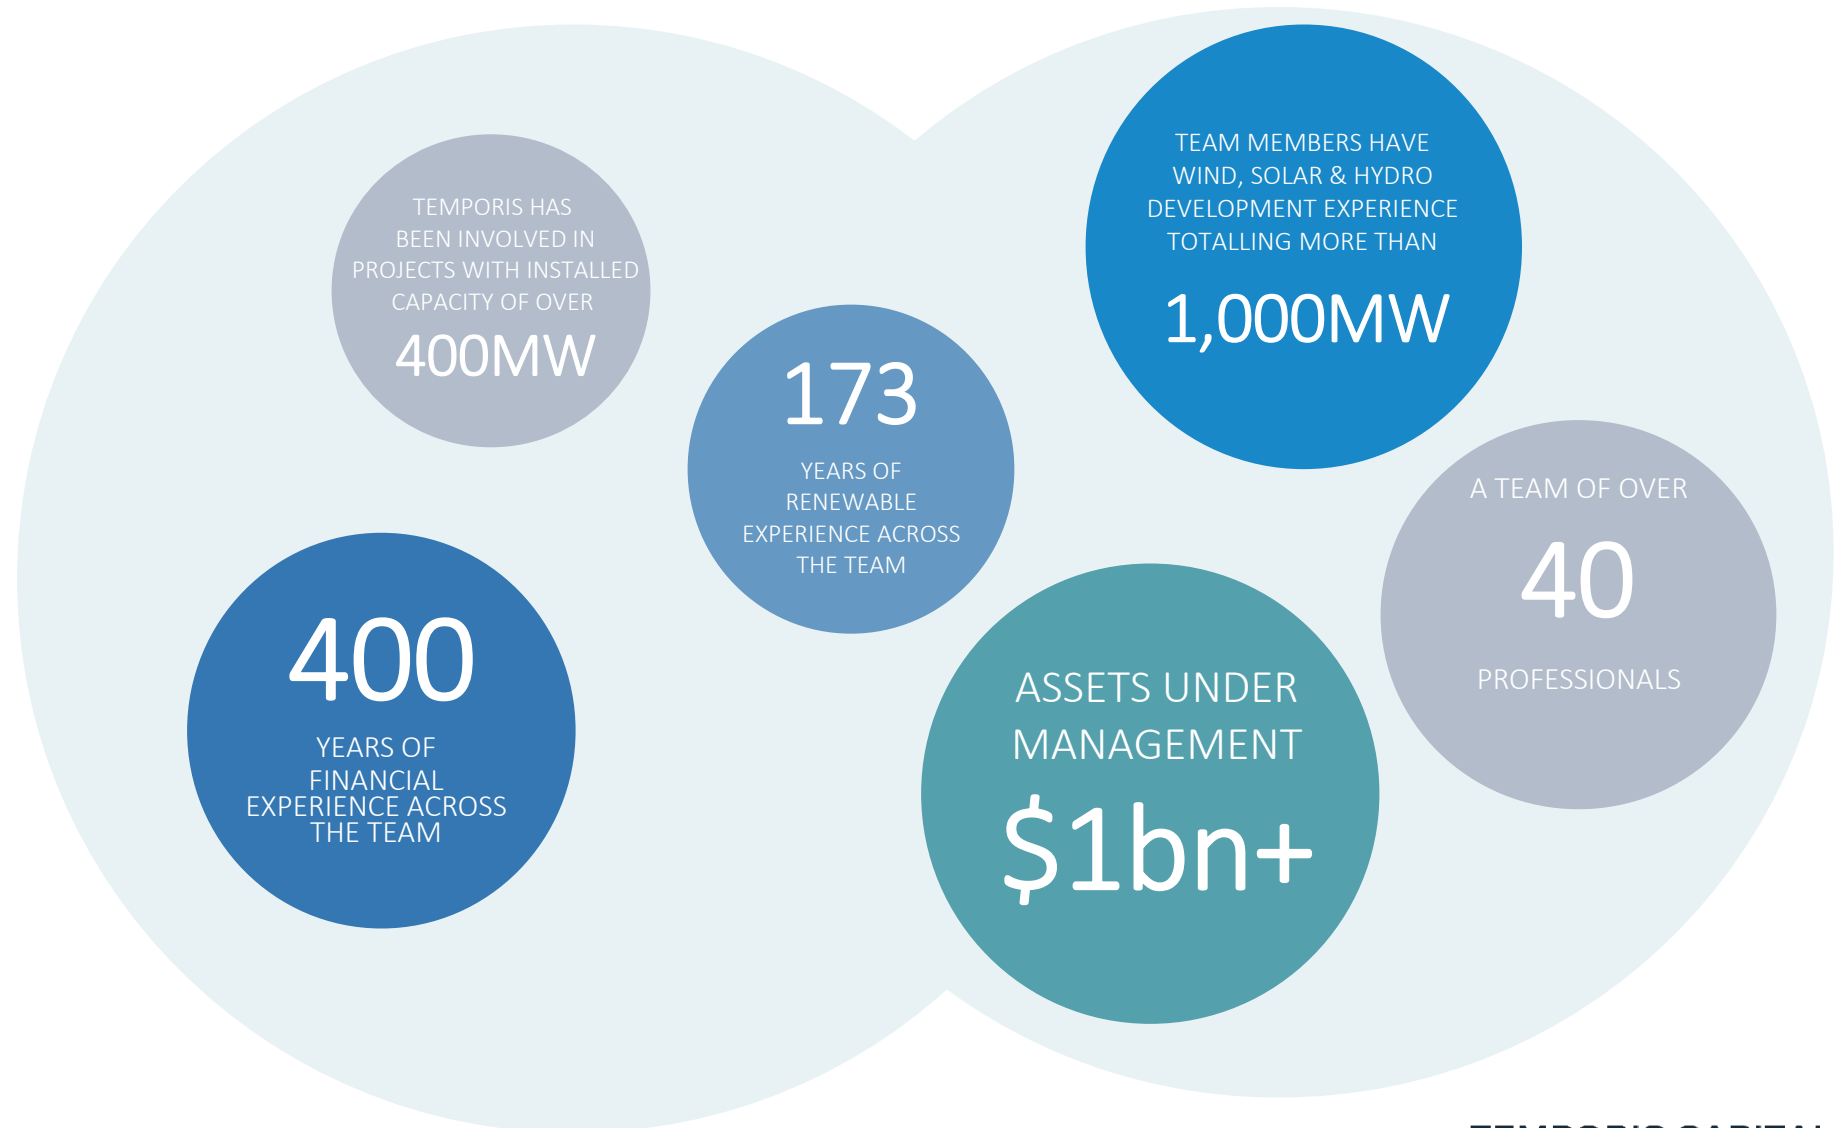 TEMPORIS HAS
BEEN INVOLVED IN
PROJECTS WITH INSTALLED
CAPACITY OF OVER
400MW
173
YEARS OF
RENEWABLE
EXPERIENCE ACROSS
THE TEAM
TEAM MEMBERS HAVE
WIND, SOLAR & HYDRO
DEVELOPMENT EXPERIENCE
TOTALLING MORE THAN
1,000MW
400
YEARS OF
FINANCIAL
EXPERIENCE ACROSS
THE TEAM
ASSETS UNDER
MANAGEMENT
$1bn+
A TEAM OF OVER
40
PROFESSIONALS
TEMPORIS CAPITAL